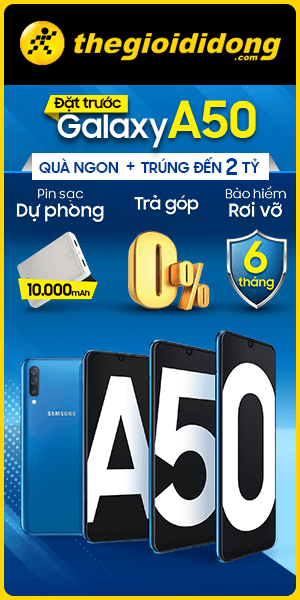 thegioididong
.com
Đặt trước
Galaxy A50
QUÀ NGON + TRÚNG ĐẾN 2 TỶ
Pin sạc
Dự phòng
10.000mAh
Trả góp
0%
Bảo hiểm
Rơi vỡ
6
tháng
SAMSUNG
A50